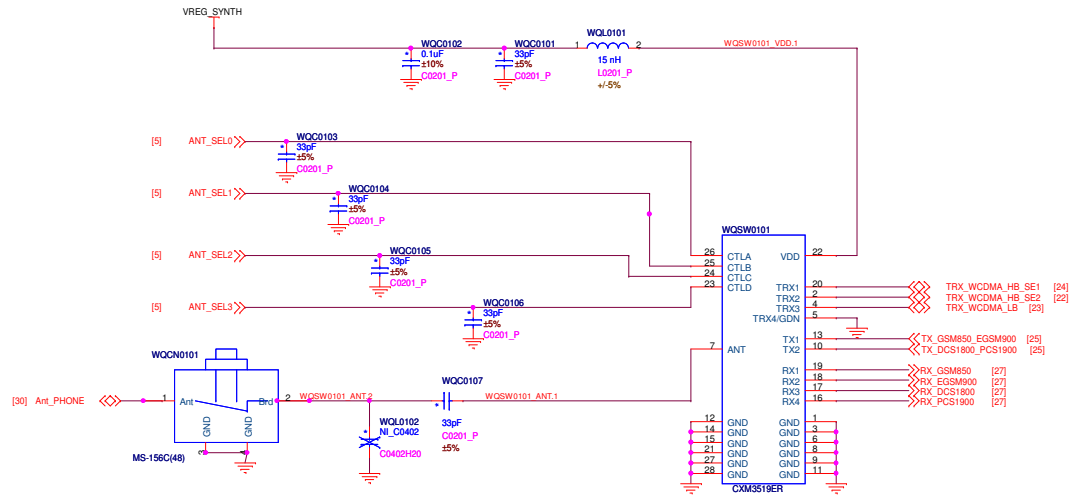 VREG_SYNTH
WQC0102
0.1uF
±10%
C0201_P
WQC0101
33pF
±5%
C0201_P
WQL0101
1 2
15 nH
L0201_P
+/-5%
WQSW0101_VDD.1
[5] ANT_SEL0
WQC0103
33pF
±5%
C0201_P
[5] ANT_SEL1
WQC0104
33pF
±5%
C0201_P
[5] ANT_SEL2
WQC0105
33pF
±5%
C0201_P
[5] ANT_SEL3
WQC0106
33pF
±5%
C0201_P
WQSW0101
26 CTLA VDD 22
25 CTLB
24 CTLC
23 CTLD
TRX1 20 TRX_WCDMA_HB_SE1 [24]
TRX2 2 TRX_WCDMA_HB_SE2 [22]
TRX3 4 TRX_WCDMA_LB [23]
TRX4/GDN 5
TX1 13 TX_GSM850_EGSM900 [25]
7 ANT TX2 10 TX_DCS1800_PCS1900 [25]
RX1 19 RX_GSM850 [27]
RX2 18 RX_EGSM900 [27]
RX3 17 RX_DCS1800 [27]
RX4 16 RX_PCS1900 [27]
12 GND GND 1
14 GND GND 3
15 GND GND 6
21 GND GND 8
27 GND GND 9
28 GND GND 11
CXM3519ER
WQCN0101
[30] Ant_PHONE
1 Ant Brd 2
GND GND
3 4
MS-156C(48)
WQSW0101_ANT.2
WQL0102
NI_C0402
C0402H20
WQC0107
33pF
C0201_P
±5%
WQSW0101_ANT.1